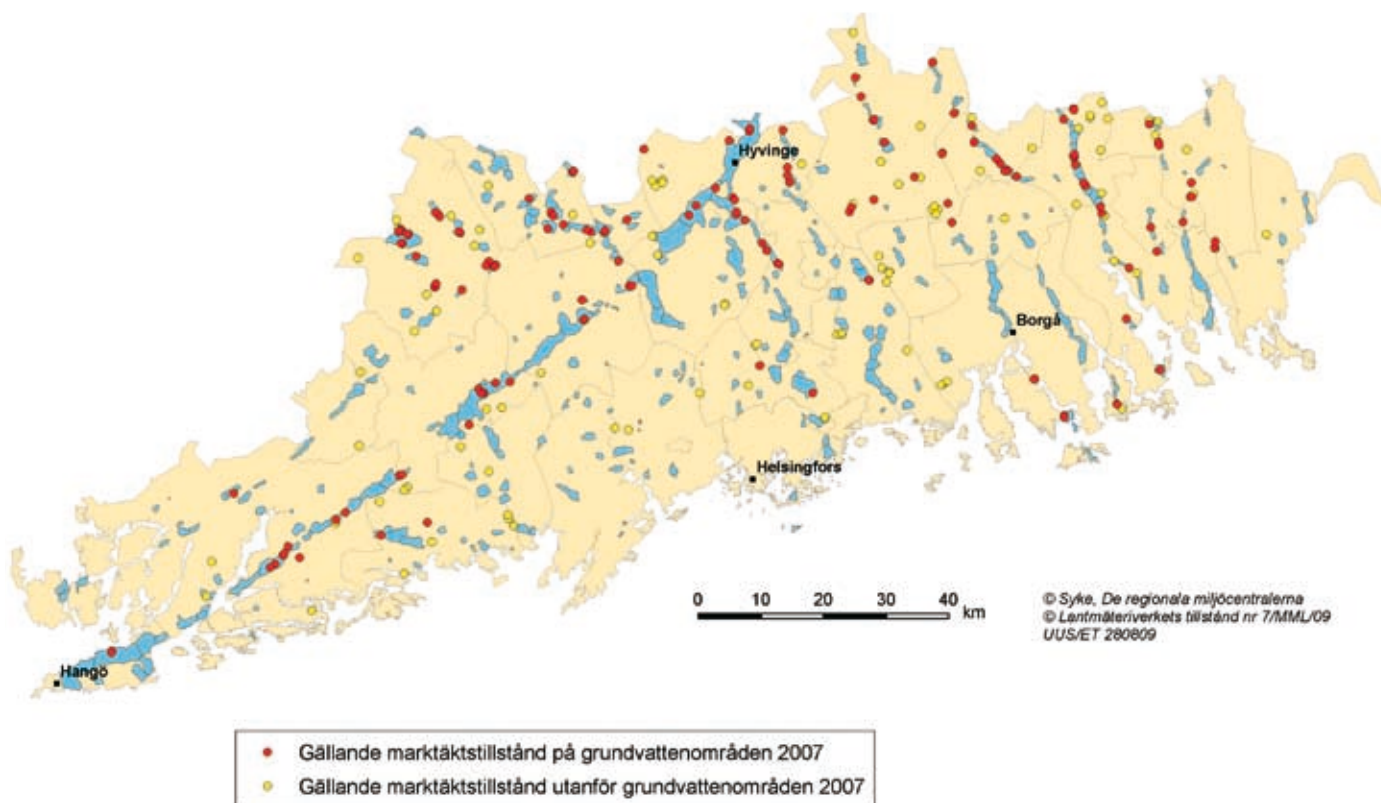 Hyvinge
Borgå
Helsingfors
0 10 20 30 40
km
© Syke, De regionala miljöcentralerna
© Lantmäteriverkets tillstånd nr 7/MML/09
UUS/ET 280809
Hangö
Gällande marktäktstillstånd på grundvattenområden 2007
Gällande marktäktstillstånd utanför grundvattenområden 2007